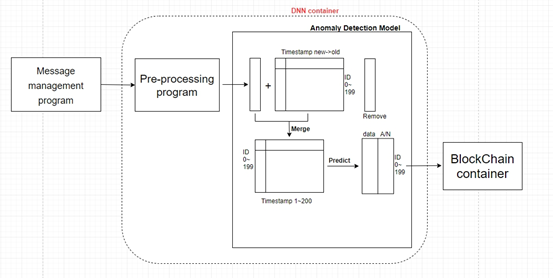 DNN container
Anomaly Detection Model
Message
management
program
Pre-processing
program
Timestamp new->old
+
ID
0~
199
Remove
Merge
ID
0~
199
Timestamp 1~200
Predict
data A/N
ID
0~
199
BlockChain
container